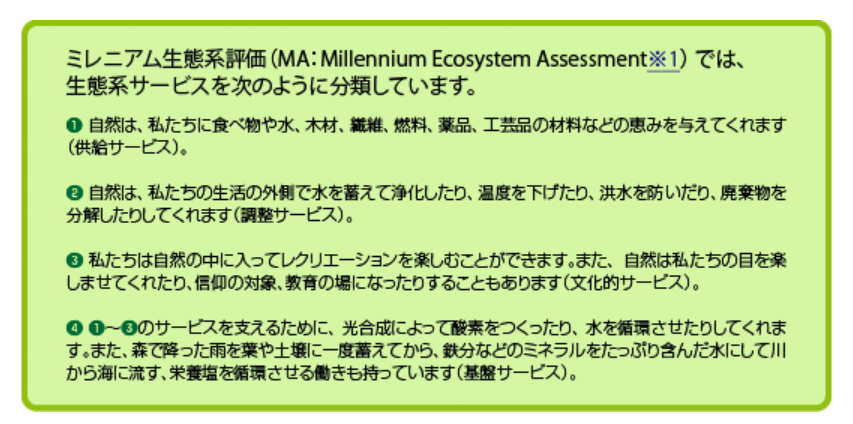 ミレニアム生態系評価(MA:Millennium Ecosystem Assessment※1)では、
生態系サービスを次のように分類しています。
❶ 自然は、私たちに食べ物や水、木材、繊維、燃料、薬品、工芸品の材料などの恵みを与えてくれます
(供給サービス)。
❷ 自然は、私たちの生活の外側で水を蓄えて浄化したり、温度を下げたり、洪水を防いだり、廃棄物を
分解したりしてくれます(調整サービス)。
❸ 私たちは自然の中に入ってレクリエーションを楽しむことができます。また、自然は私たちの目を楽
しませてくれたり、信仰の対象、教育の場になったりすることもあります(文化的サービス)。
❹ ❶〜❸のサービスを支えるために、光合成によって酸素をつくったり、水を循環させたりしてくれま
す。また、森で降った雨を葉や土壌に一度蓄えてから、鉄分などのミネラルをたっぷり含んだ水にして川
から海に流す、栄養塩を循環させる働きも持っています(基盤サービス)。